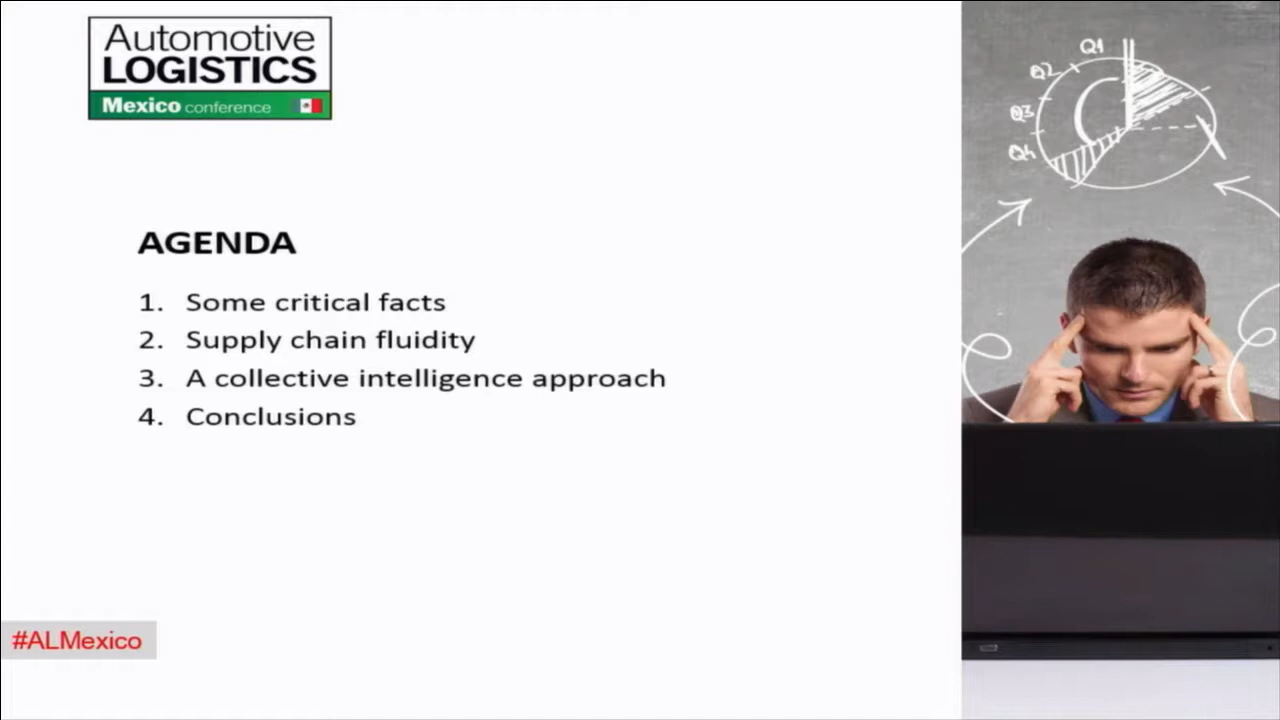 Automotive
LOGISTICS
Mexico conference
AGENDA
1. Some critical facts
2. Supply chain fluidity
3. A collective intelligence approach
4. Conclusions
#ALMexico
Q1
Q2
Q3
Q4